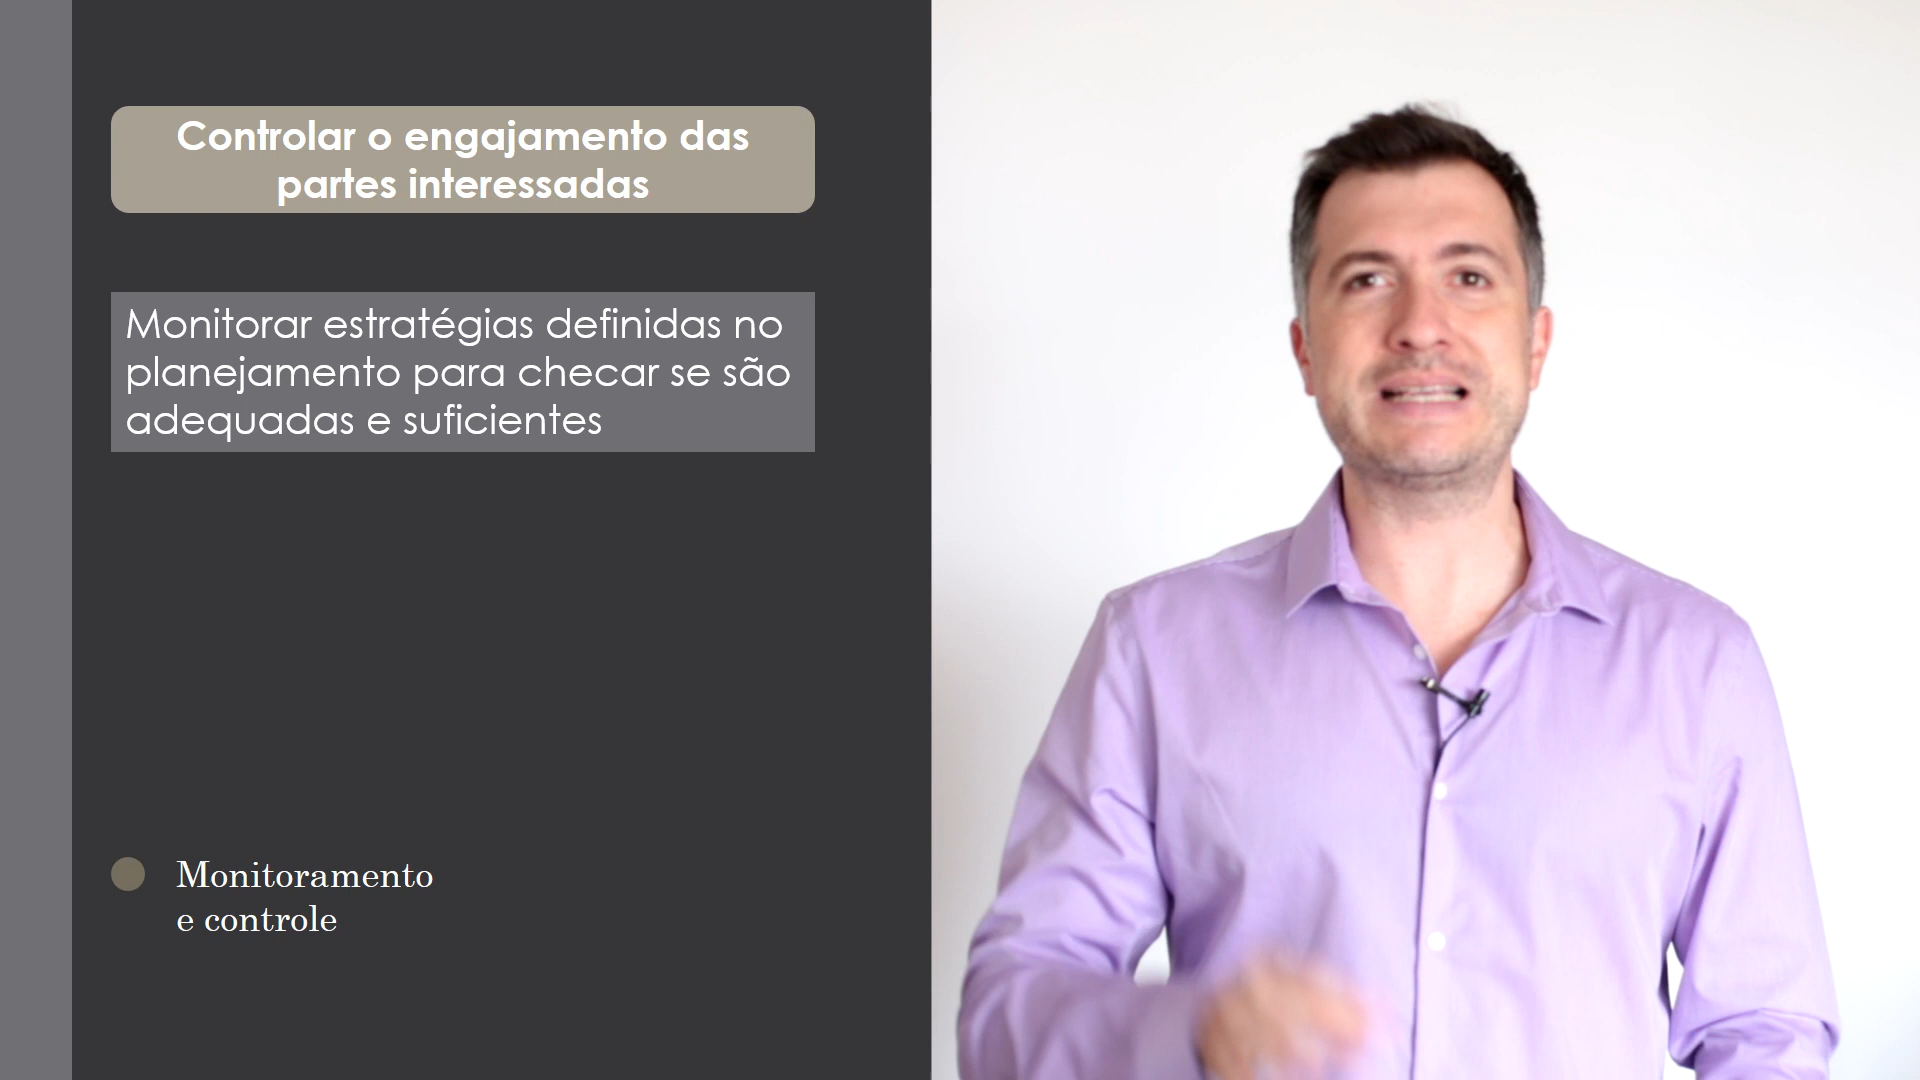 Controlar o engajamento das
partes interessadas
Monitorar estratégias definidas no
planejamento para checar se são
adequadas e suficientes
Monitoramento
e controle